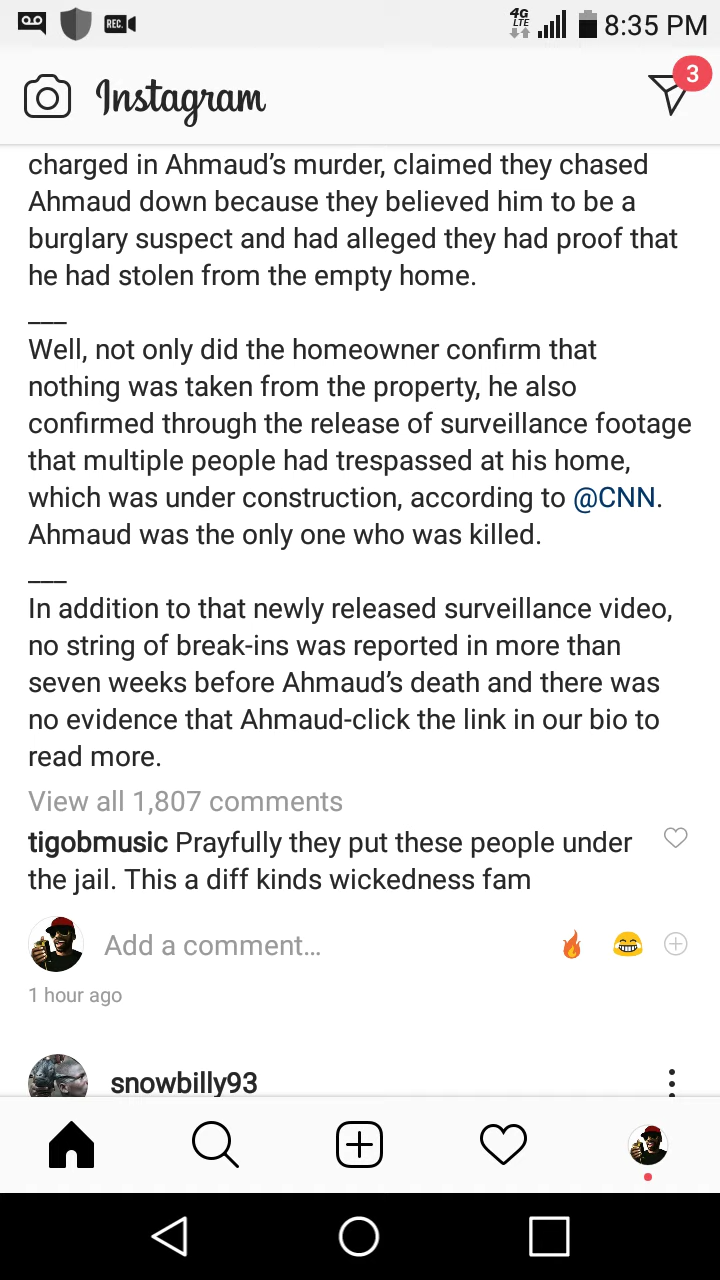 REC.
4G
LTE
8:35 PM
Instagram
3
charged in Ahmaud’s murder, claimed they chased
Ahmaud down because they believed him to be a
burglary suspect and had alleged they had proof that
he had stolen from the empty home.
___
Well, not only did the homeowner confirm that
nothing was taken from the property, he also
confirmed through the release of surveillance footage
that multiple people had trespassed at his home,
which was under construction, according to @CNN.
Ahmaud was the only one who was killed.
___
In addition to that newly released surveillance video,
no string of break-ins was reported in more than
seven weeks before Ahmaud’s death and there was
no evidence that Ahmaud-click the link in our bio to
read more.
View all 1,807 comments
tigobmusic Prayfully they put these people under
the jail. This a diff kinds wickedness fam
Add a comment...
1 hour ago
snowbilly93